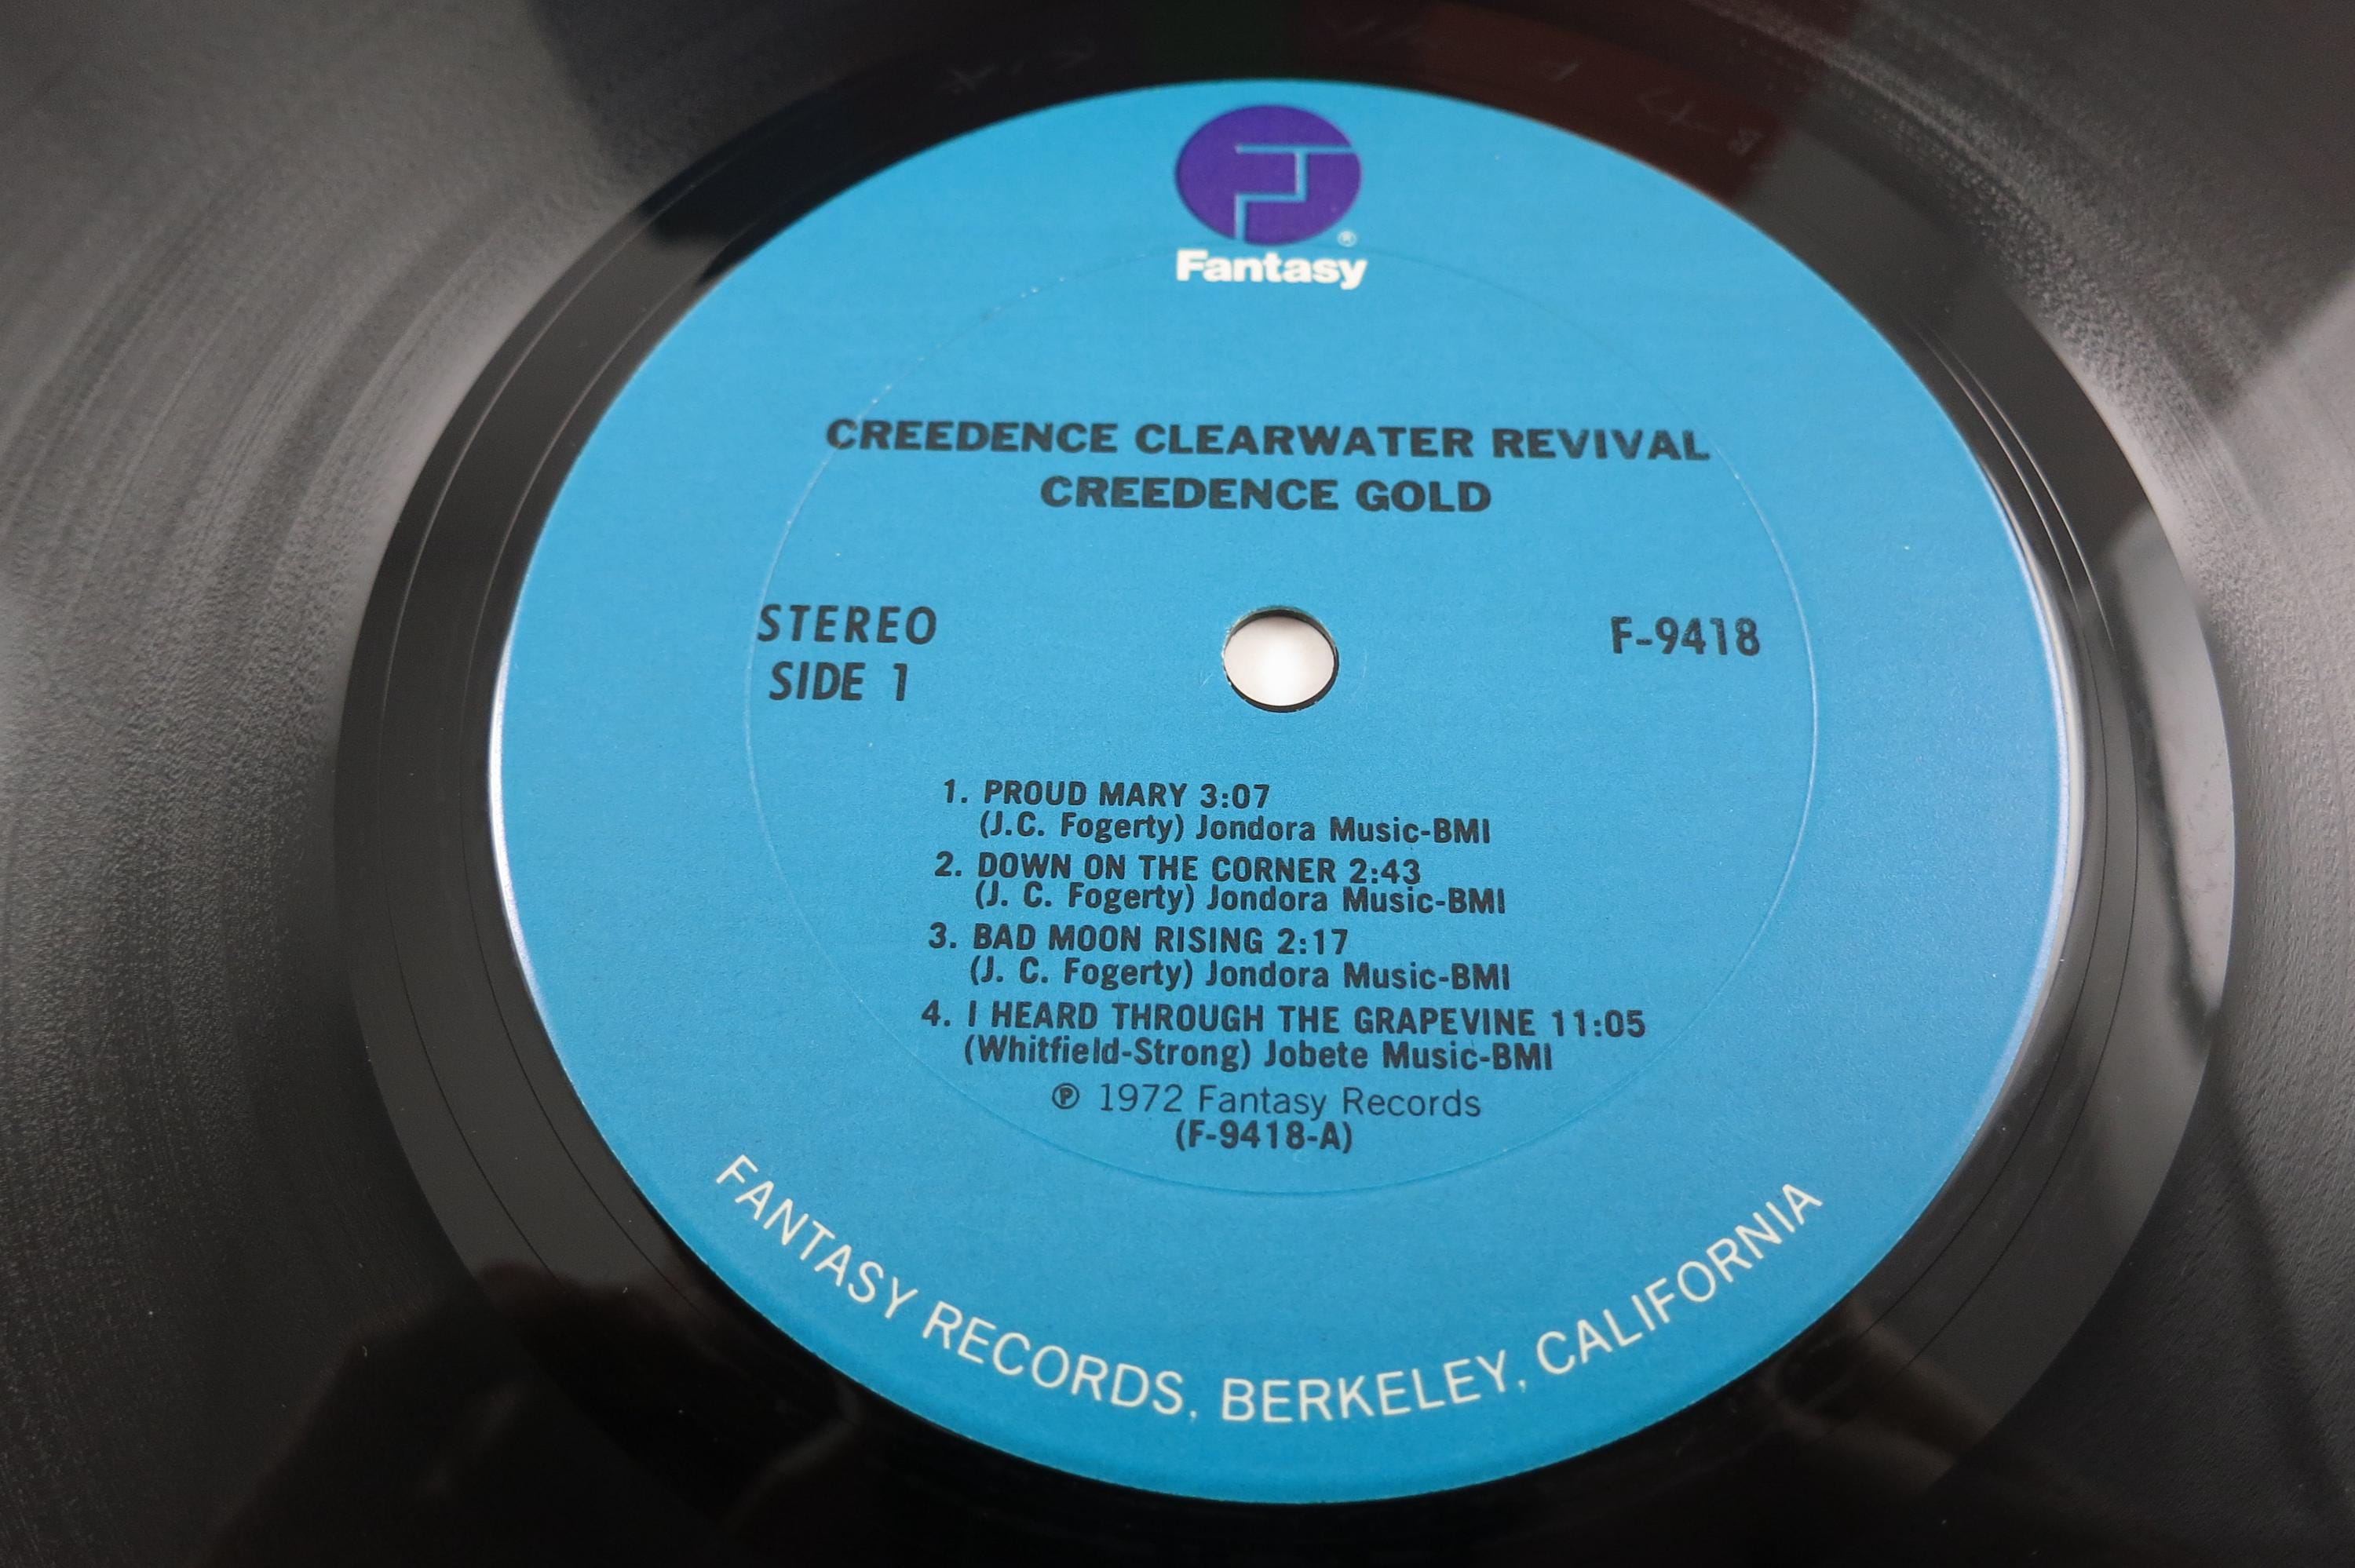 ®
Fantasy
CREEDENCE CLEARWATER REVIVAL
CREEDENCE GOLD
STEREO
SIDE 1
F-9418
1. PROUD MARY 3:07
(J.C. Fogerty) Jondora Music-BMI
2. DOWN ON THE CORNER 2:43
(J. C. Fogerty) Jondora Music-BMI
3. BAD MOON RISING 2:17
(J. C. Fogerty) Jondora Music-BMI
4. I HEARD THROUGH THE GRAPEVINE 11:05
(Whitfield-Strong) Jobete Music-BMI
℗ 1972 Fantasy Records
(F-9418-A)
FANTASY RECORDS, BERKELEY, CALIFORNIA